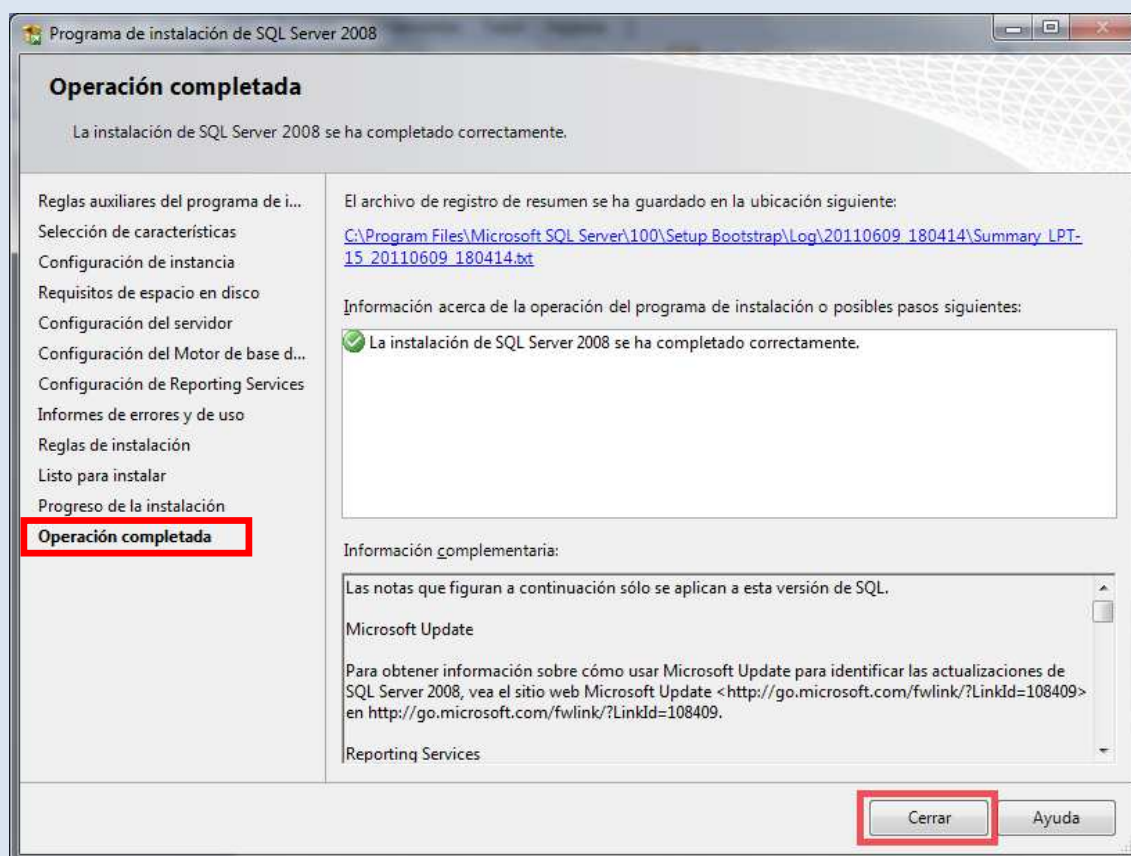 Programa de instalación de SQL Server 2008
Operación completada
La instalación de SQL Server 2008 se ha completado correctamente.
Reglas auxiliares del programa de i...
Selección de características
Configuración de instancia
Requisitos de espacio en disco
Configuración del servidor
Configuración del Motor de base d...
Configuración de Reporting Services
Informes de errores y de uso
Reglas de instalación
Listo para instalar
Progreso de la instalación
Operación completada
El archivo de registro de resumen se ha guardado en la ubicación siguiente:
C:\Program Files\Microsoft SQL Server\100\Setup Bootstrap\Log\20110609_180414\Summary_LPT-
15_20110609_180414.txt
Información acerca de la operación del programa de instalación o posibles pasos siguientes:
La instalación de SQL Server 2008 se ha completado correctamente.
Información complementaria:
Las notas que figuran a continuación sólo se aplican a esta versión de SQL.
Microsoft Update
Para obtener información sobre cómo usar Microsoft Update para identificar las actualizaciones de
SQL Server 2008, vea el sitio web Microsoft Update <http://go.microsoft.com/fwlink/?LinkId=108409>
en http://go.microsoft.com/fwlink/?LinkId=108409.
Reporting Services
Cerrar
Ayuda